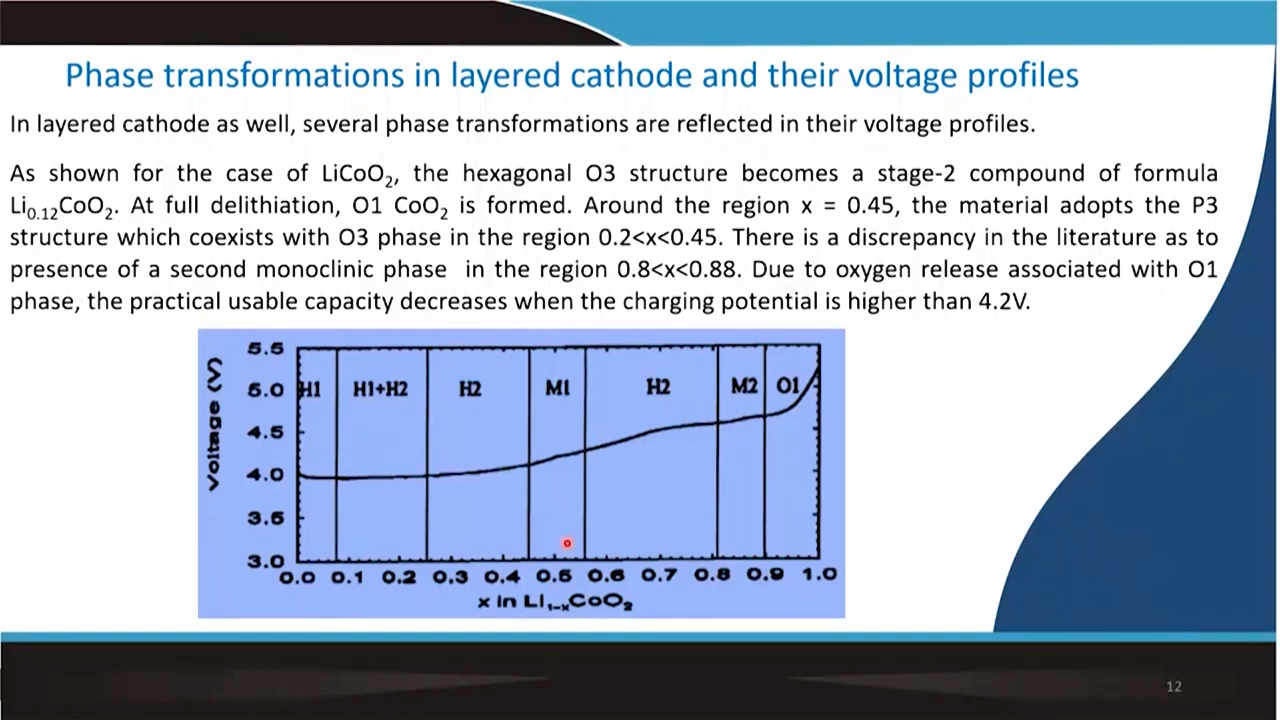 Phase transformations in layered cathode and their voltage profiles
In layered cathode as well, several phase transformations are reflected in their voltage profiles.
As shown for the case of LiCoO₂, the hexagonal O3 structure becomes a stage-2 compound of formula
Li₀.₁₂CoO₂. At full delithiation, O1 CoO₂ is formed. Around the region x = 0.45, the material adopts the P3
structure which coexists with O3 phase in the region 0.2<x<0.45. There is a discrepancy in the literature as to
presence of a second monoclinic phase in the region 0.8<x<0.88. Due to oxygen release associated with O1
phase, the practical usable capacity decreases when the charging potential is higher than 4.2V.
Voltage (V)
5.5
5.0
4.5
4.0
3.5
3.0
H1 H1+H2 H2 M1 H2 M2 O1
0.0 0.1 0.2 0.3 0.4 0.5 0.6 0.7 0.8 0.9 1.0
x in Li₁₋ₓCoO₂
12